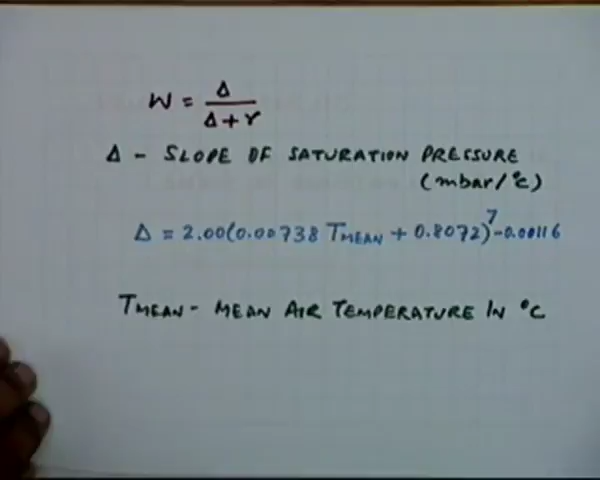 W = Δ / Δ + γ
Δ - SLOPE OF SATURATION PRESSURE
(mbar/°c)
Δ = 2.00(0.00738 TMEAN + 0.8072)^7 - 0.00116
TMEAN - MEAN AIR TEMPERATURE IN °C